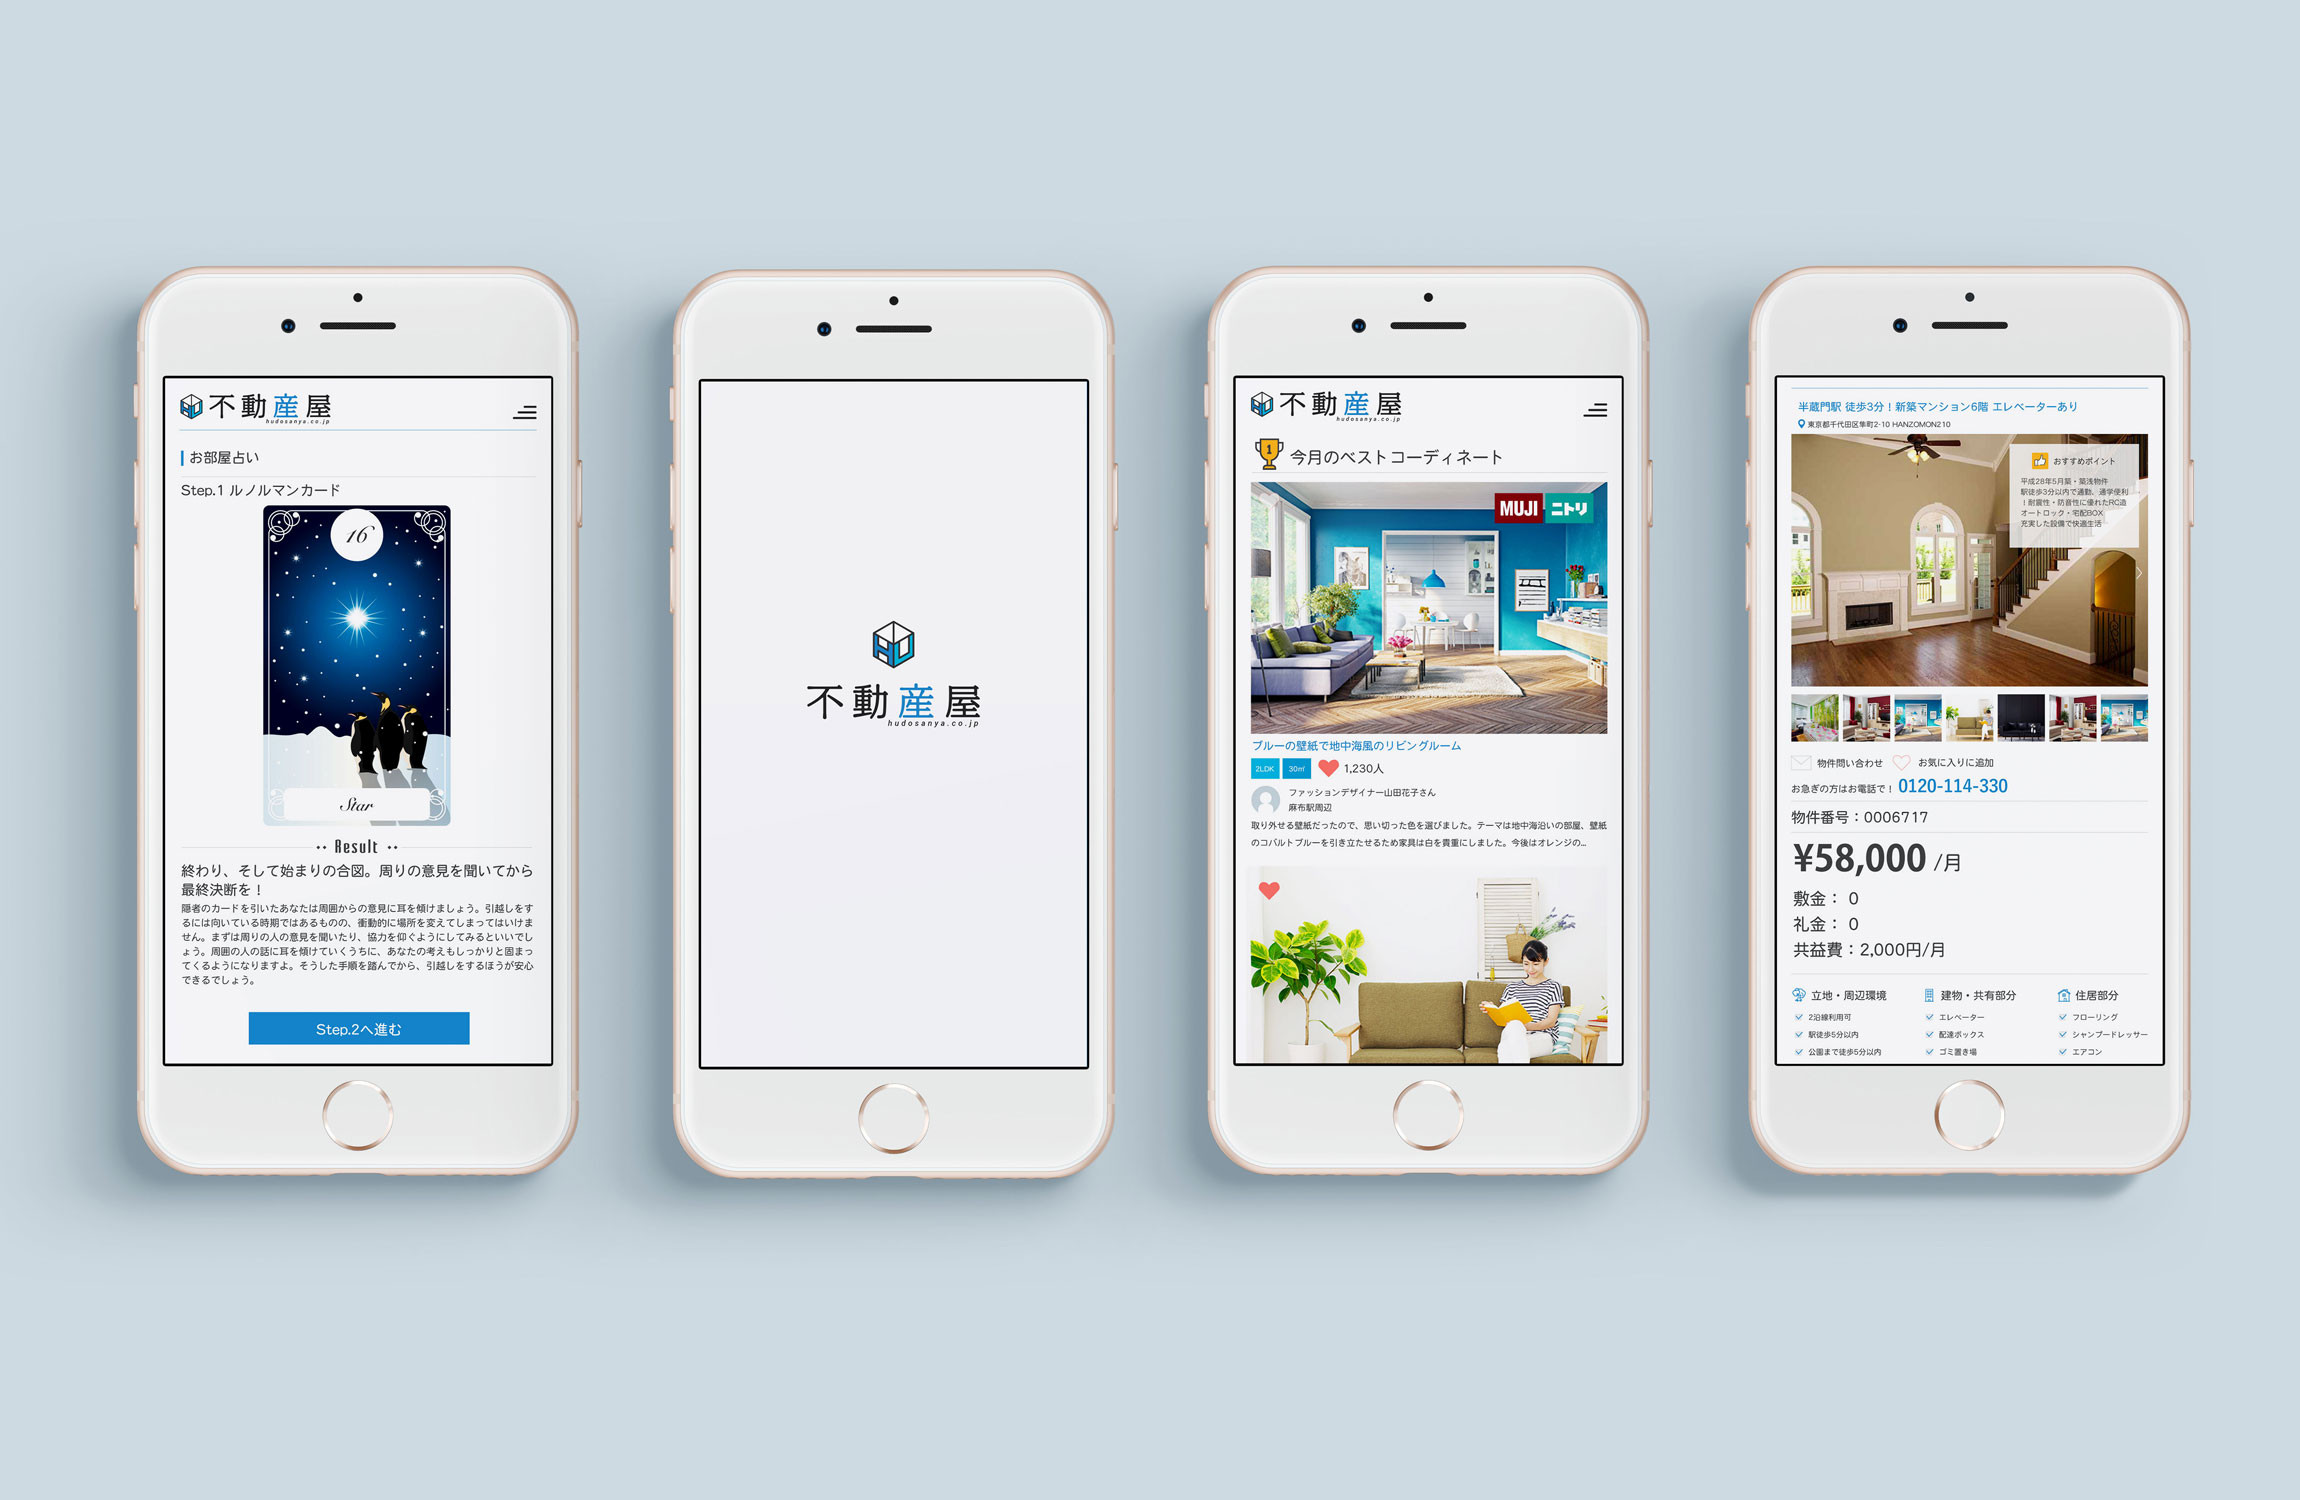 不動産屋
hudosanya.co.jp
お部屋占い
Step.1 ルノルマンカード
16
Star
Result
終わり、そして始まりの合図。周りの意見を聞いてから
最終決断を！
隠者のカードを引いたあなたは周囲からの意見に耳を傾けましょう。引越しをす
るには向いている時期ではあるものの、衝動的に場所を変えてしまってはいけま
せん。まずは周りの人の意見を聞いたり、協力を仰ぐようにしてみるといいでし
ょう。周囲の人の話に耳を傾けていくうちに、あなたの考えもしっかりと固まっ
てくるようになりますよ。そうした手順を踏んでから、引越しをするほうが安心
できるでしょう。
Step.2へ進む
不動産屋
hudosanya.co.jp
不動産屋
hudosanya.co.jp
1
今月のベストコーディネート
MUJI ニトリ
ブルーの壁紙で地中海風のリビングルーム
2LDK 30㎡ 1,230人
ファッションデザイナー山田花子さん
麻布駅周辺
取り外せる壁紙だったので、思い切った色を選びました。テーマは地中海沿いの部屋、壁紙
のコバルトブルーを引き立たせるため家具は白を貴重にしました。今後はオレンジの...
半蔵門駅 徒歩3分！新築マンション6階 エレベーターあり
東京都千代田区隼町2-10 HANZOMON210
おすすめポイント
平成28年5月築・築浅物件
駅徒歩3分以内で通勤、通学便利
！耐震性・防音性に優れたRC造
オートロック・宅配BOX
充実した設備で快適生活
物件問い合わせ お気に入りに追加
お急ぎの方はお電話で！ 0120-114-330
物件番号：0006717
¥58,000 /月
敷金： 0
礼金： 0
共益費：2,000円/月
立地・周辺環境
2沿線利用可
駅徒歩5分以内
公園まで徒歩5分以内
建物・共有部分
エレベーター
配達ボックス
ゴミ置き場
住居部分
フローリング
シャンプードレッサー
エアコン